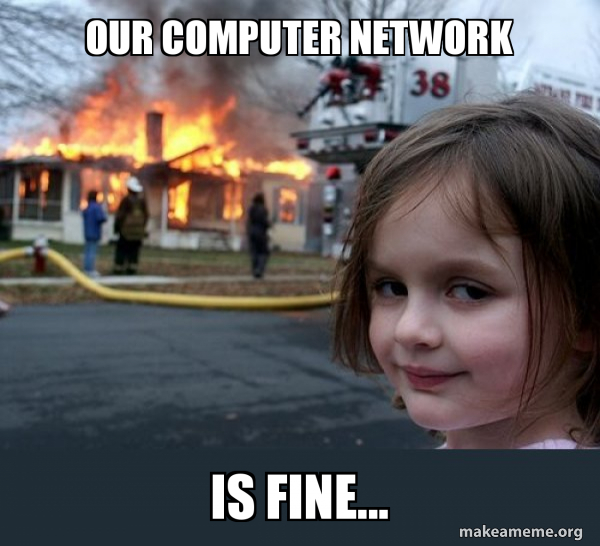 OUR COMPUTER NETWORK
38
IS FINE...
makeameme.org